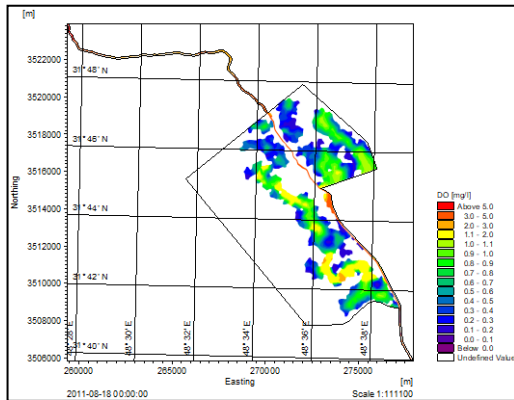 [m]
3522000
3520000
3518000
3516000
3514000
3512000
3510000
3508000
3506000
Northing
31°48' N
31°46' N
31°44' N
31°42' N
31°40' N
48°30' E
48°32' E
48°34' E
48°36' E
48°38' E
260000
265000
270000
275000
[m]
Easting
2011-08-18 00:00:00
Scale 1:111100
DO [mg/l]
Above 5.0
3.0 - 5.0
2.0 - 3.0
1.1 - 2.0
1.0 - 1.1
0.9 - 1.0
0.8 - 0.9
0.7 - 0.8
0.6 - 0.7
0.5 - 0.6
0.4 - 0.5
0.3 - 0.4
0.2 - 0.3
0.1 - 0.2
0.0 - 0.1
Below 0.0
Undefined Value